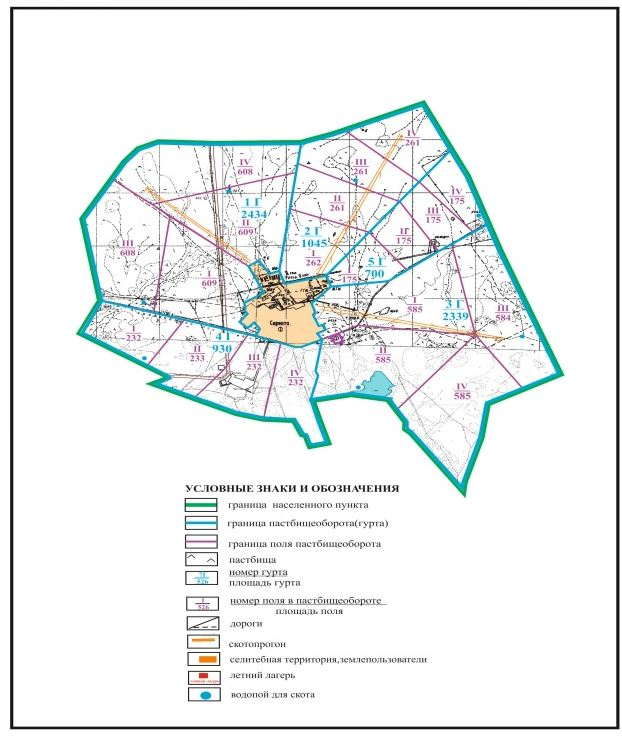 IV
261
IV
608
III
261
1 Г
2434
II
261
IV
175
III
175
II
609
2 Г
1045
II
175
III
608
I
262
5 Г
700
I
609
I
175
I
585
3 Г
2339
III
584
I
232
4 Г
930
II
233
III
232
IV
232
II
585
IV
585
УСЛОВНЫЕ ЗНАКИ И ОБОЗНАЧЕНИЯ
граница населенного пункта
граница пастбищеоборота(гурта)
граница поля пастбищеоборота
пастбища
7Г
526
номер гурта
площадь гурта
I
526
номер поля в пастбищеобороте
площадь поля
дороги
скотопрогон
селитебная территория,землепользователи
летний лагерь
водопой для скота